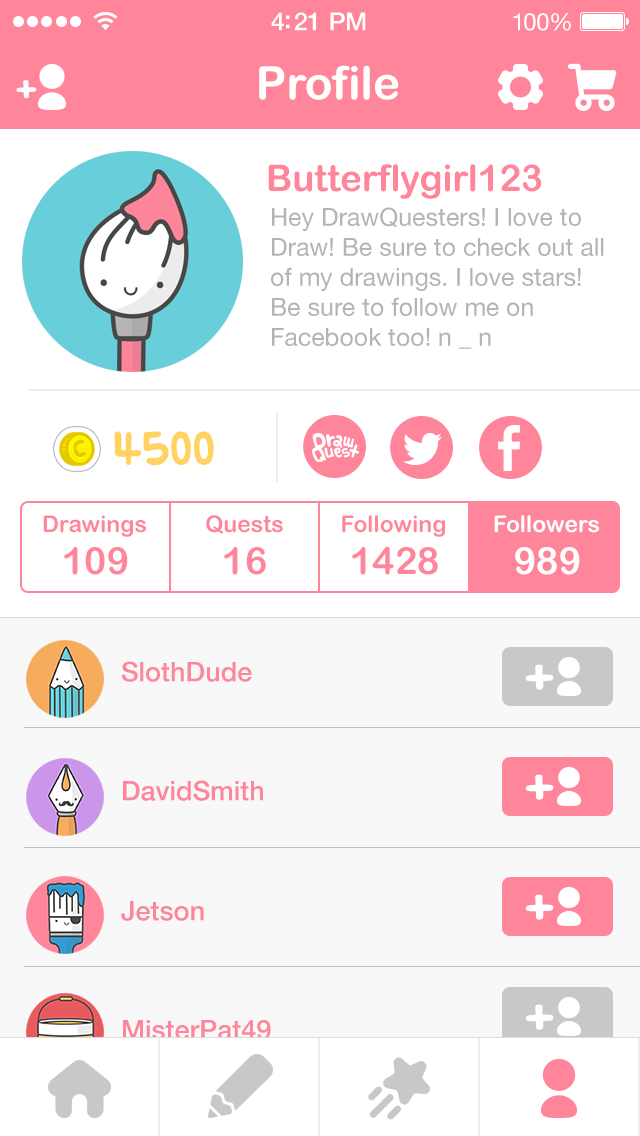 4:21 PM
100%
Profile
Butterflygirl123
Hey DrawQuesters! I love to
Draw! Be sure to check out all
of my drawings. I love stars!
Be sure to follow me on
Facebook too! n _ n
C
4500
Draw
Quest
f
Drawings
Quests
Following
Followers
109
16
1428
989
SlothDude
DavidSmith
Jetson
MisterPat49